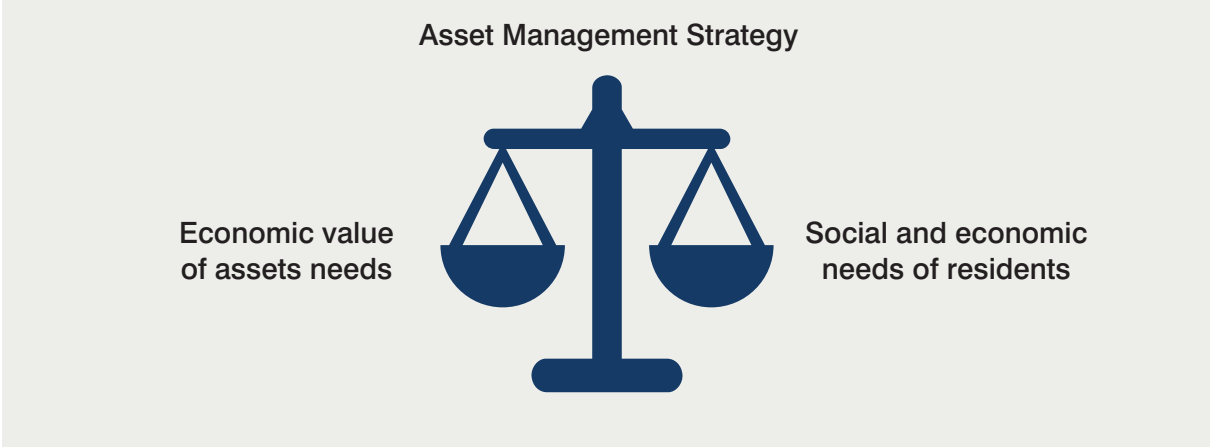 Asset Management Strategy
Economic value
of assets needs
Social and economic
needs of residents